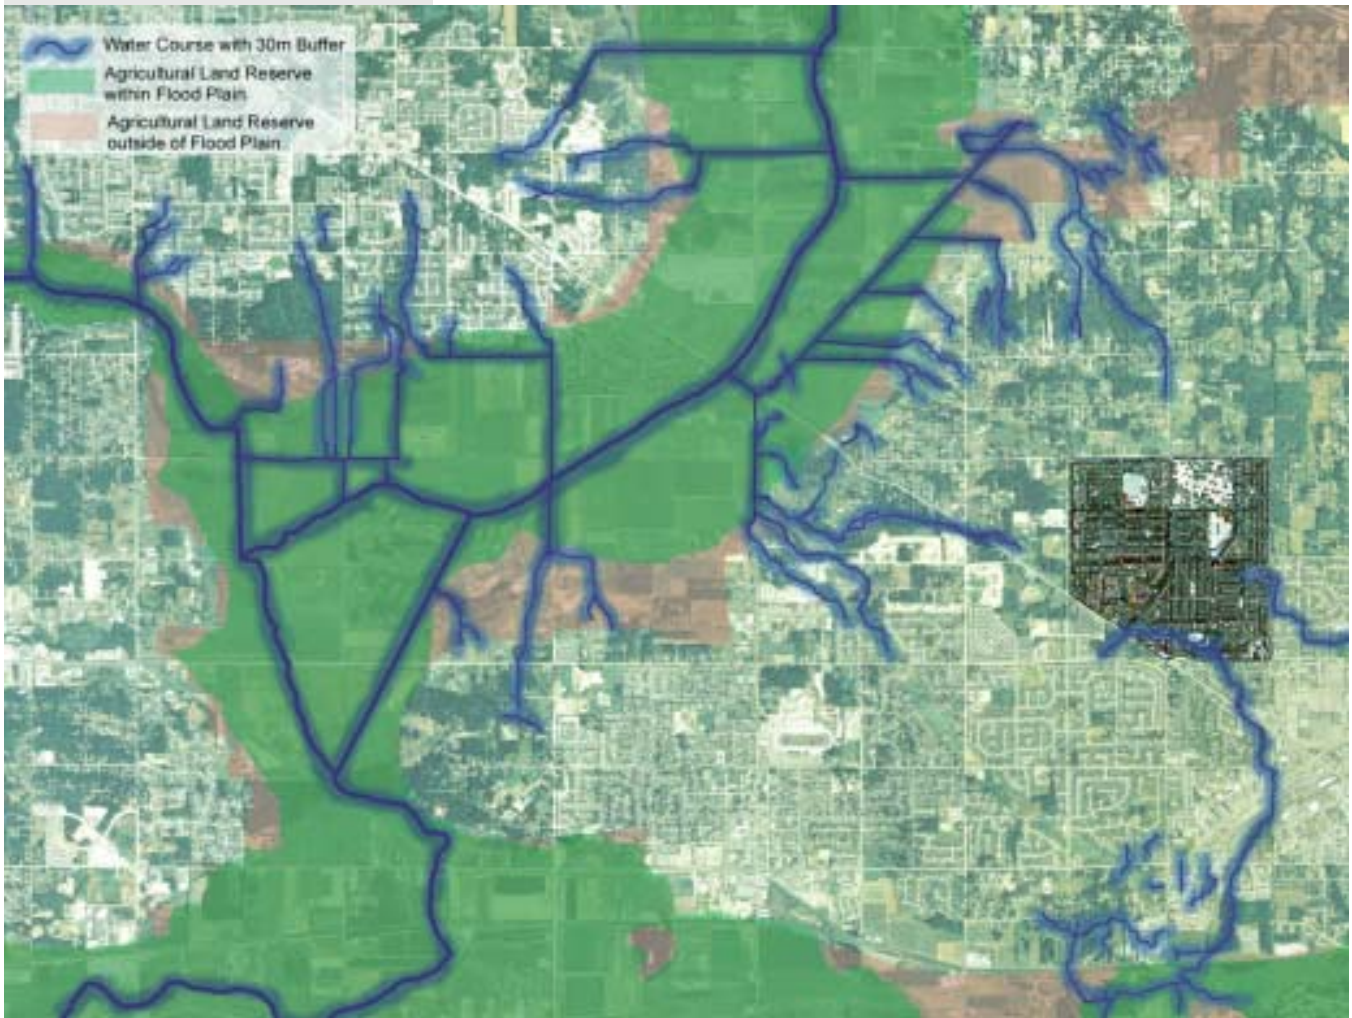 Water Course with 30m Buffer
Agricultural Land Reserve
within Flood Plain
Agricultural Land Reserve
outside of Flood Plain